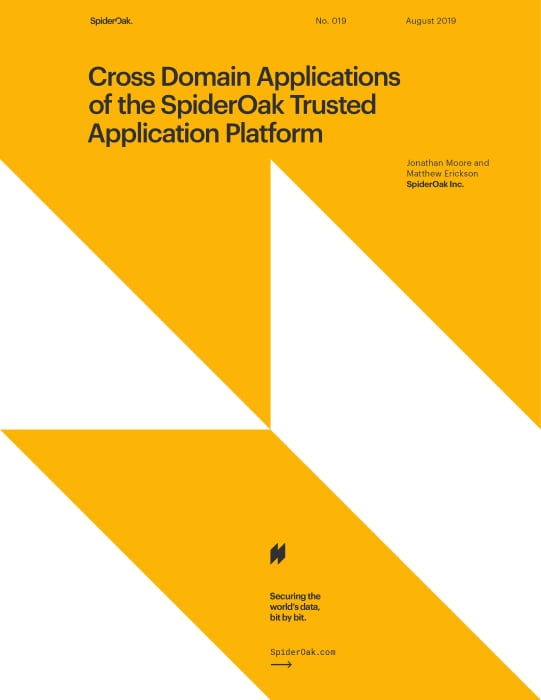 SpiderOak.
No. 019
August 2019
Cross Domain Applications
of the SpiderOak Trusted
Application Platform
Jonathan Moore and
Matthew Erickson
SpiderOak Inc.
Securing the
world's data,
bit by bit.
SpiderOak.com